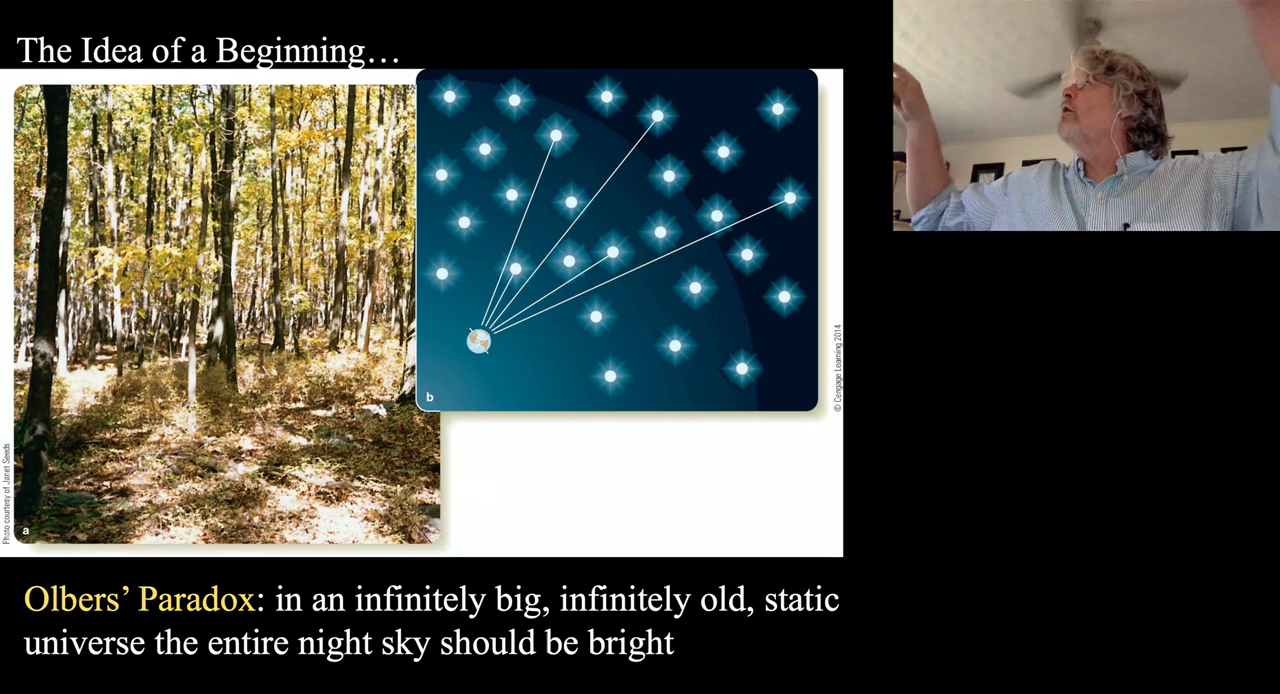 The Idea of a Beginning…
Photo courtesy of Janet Seeds
a
b
© Cengage Learning 2014
Olbers’ Paradox: in an infinitely big, infinitely old, static
universe the entire night sky should be bright